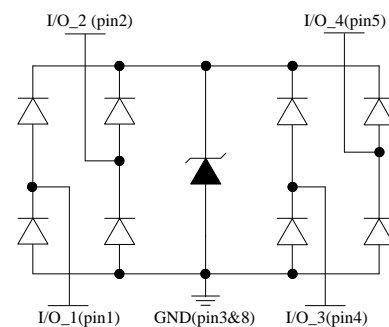 I/O_2 (pin2)
I/O_4(pin5)
I/O_1(pin1)
GND(pin3&8)
I/O_3(pin4)